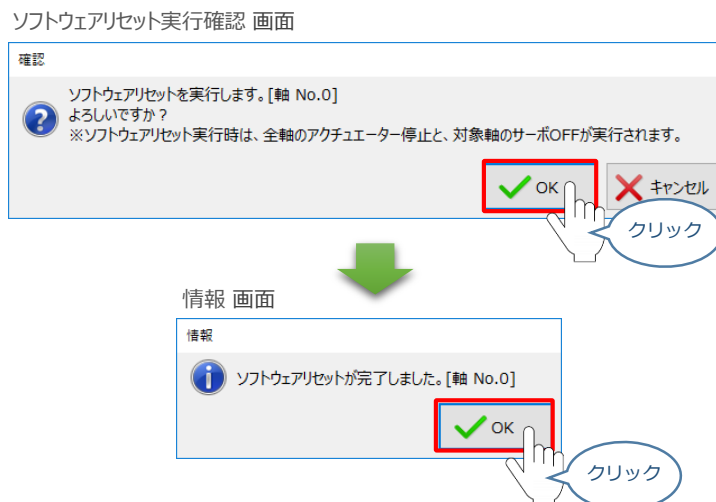 ソフトウェアリセット実行確認 画面
確認
ソフトウェアリセットを実行します。[軸 No.0]
よろしいですか？
※ソフトウェアリセット実行時は、全軸のアクチュエーター停止と、対象軸のサーボOFFが実行されます。
OK
キャンセル
クリック
情報 画面
情報
ソフトウェアリセットが完了しました。[軸 No.0]
OK
クリック